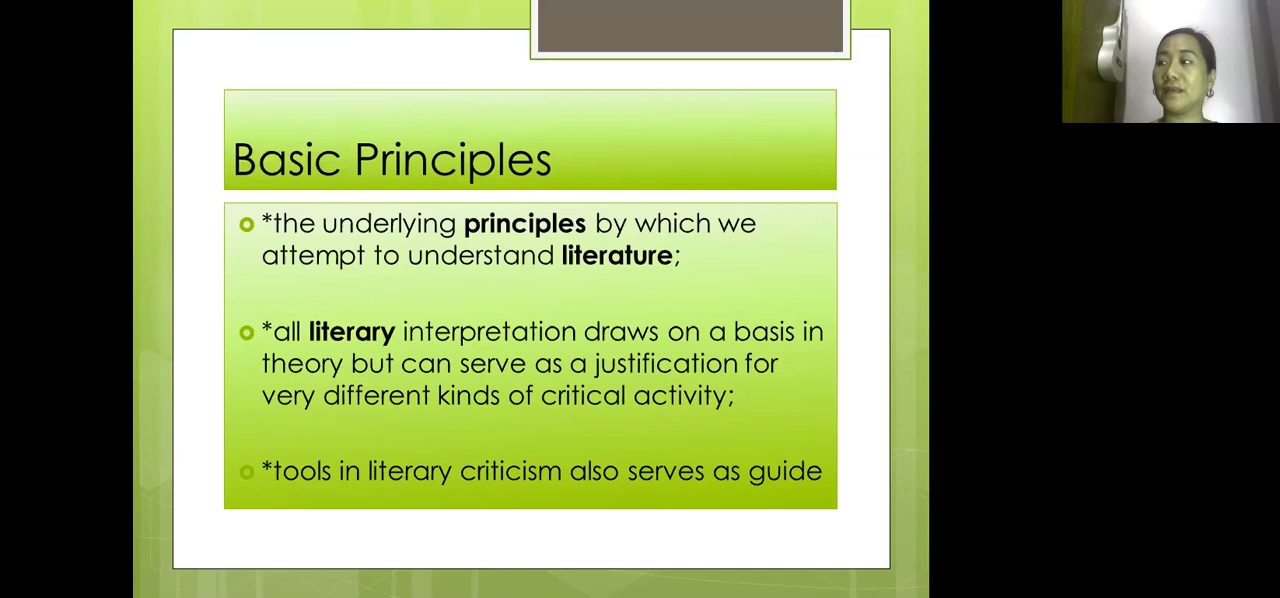 Basic Principles
*the underlying principles by which we
attempt to understand literature;
*all literary interpretation draws on a basis in
theory but can serve as a justification for
very different kinds of critical activity;
*tools in literary criticism also serves as guide